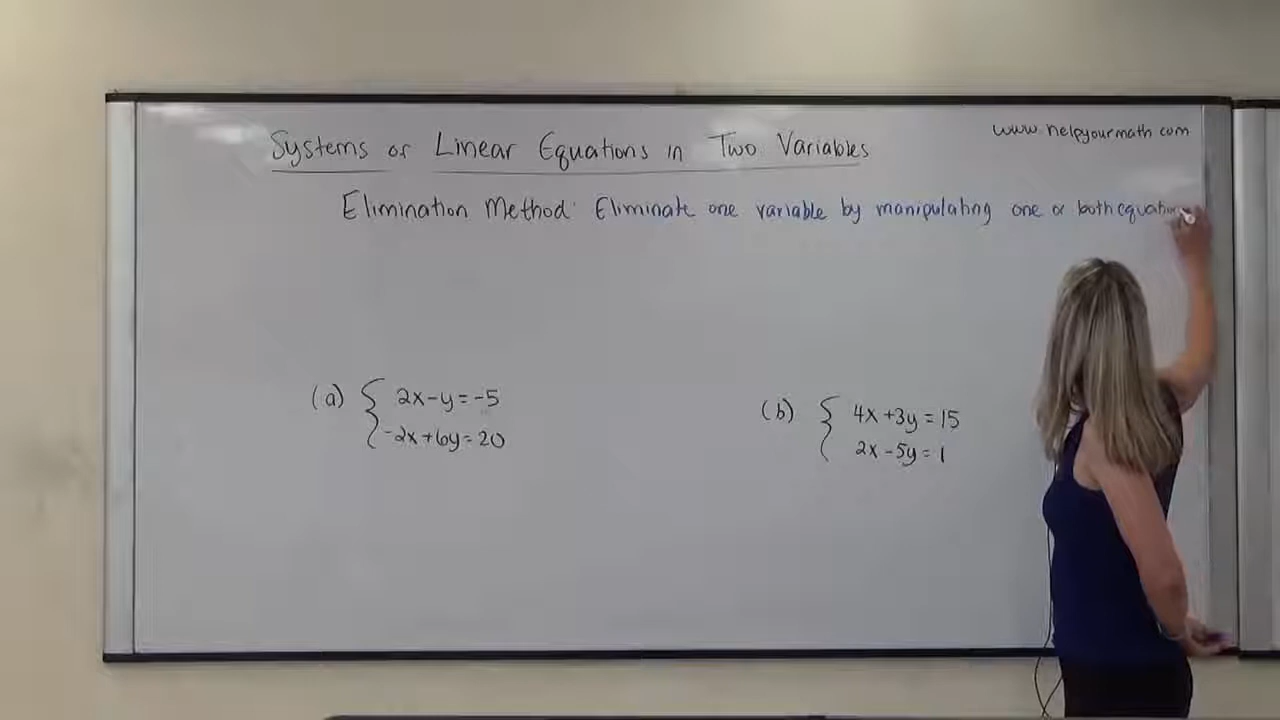 Systems of Linear Equations in Two Variables
www.helpyourmath.com
Elimination Method: Eliminate one variable by manipulating one or both equations
(a) { 2x-y=-5
-2x+6y=20
(b) { 4x+3y=15
2x-5y=1